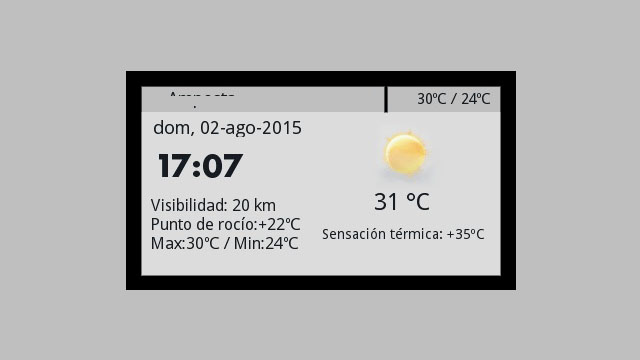 30ºC / 24ºC
dom, 02-ago-2015
17:07
31 ºC
Visibilidad: 20 km
Punto de rocío:+22ºC
Max:30ºC / Min:24ºC
Sensación térmica: +35ºC